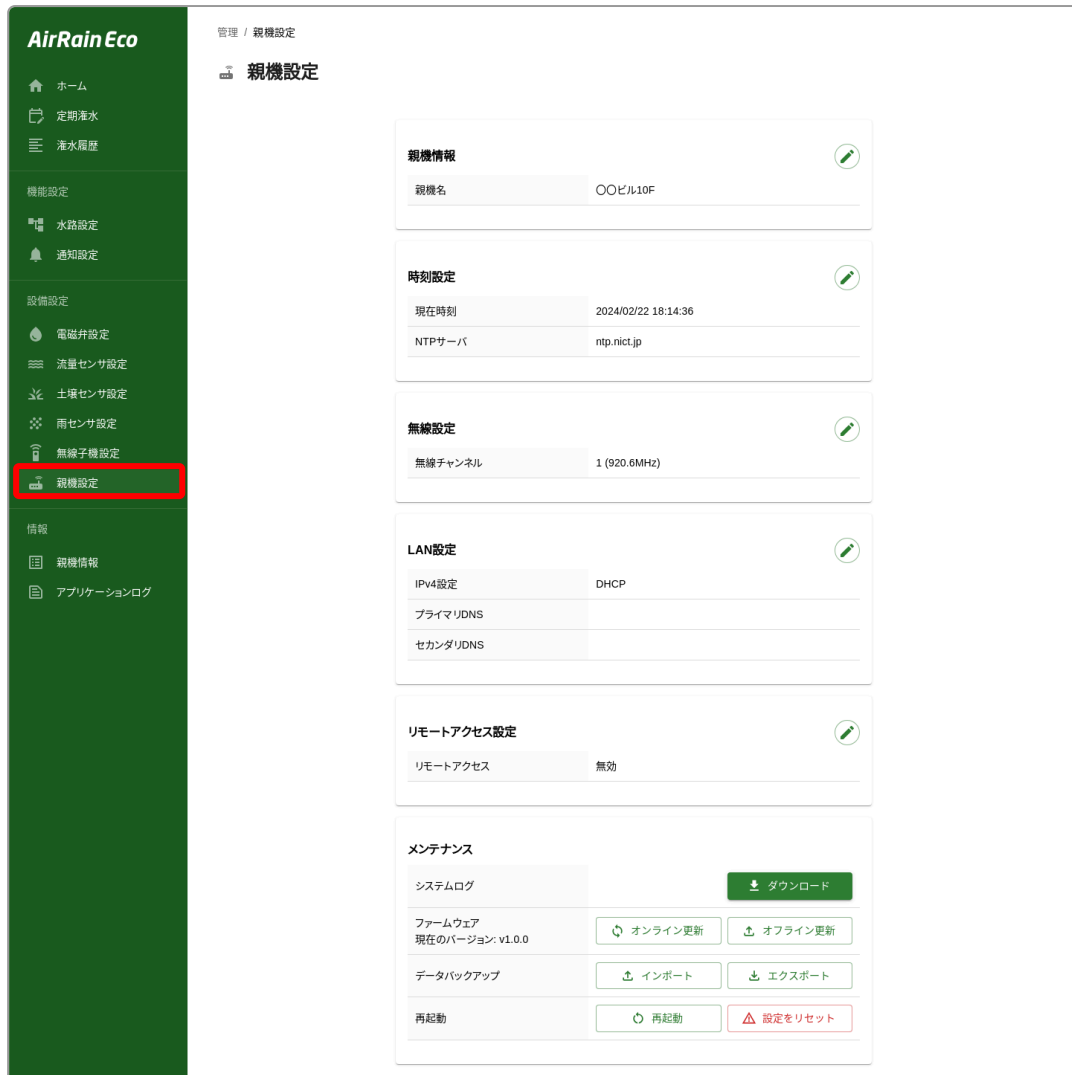 AirRain Eco
ホーム
定期潅水
潅水履歴
機能設定
水路設定
通知設定
設備設定
電磁弁設定
流量センサ設定
土壌センサ設定
雨センサ設定
無線子機設定
親機設定
情報
親機情報
アプリケーションログ
管理 / 親機設定
親機設定
親機情報
親機名 〇〇ビル10F
時刻設定
現在時刻 2024/02/22 18:14:36
NTPサーバ ntp.nict.jp
無線設定
無線チャンネル 1 (920.6MHz)
LAN設定
IPv4設定 DHCP
プライマリDNS
セカンダリDNS
リモートアクセス設定
リモートアクセス 無効
メンテナンス
システムログ ダウンロード
ファームウェア
現在のバージョン: v1.0.0 オンライン更新 オフライン更新
データバックアップ インポート エクスポート
再起動 再起動 設定をリセット